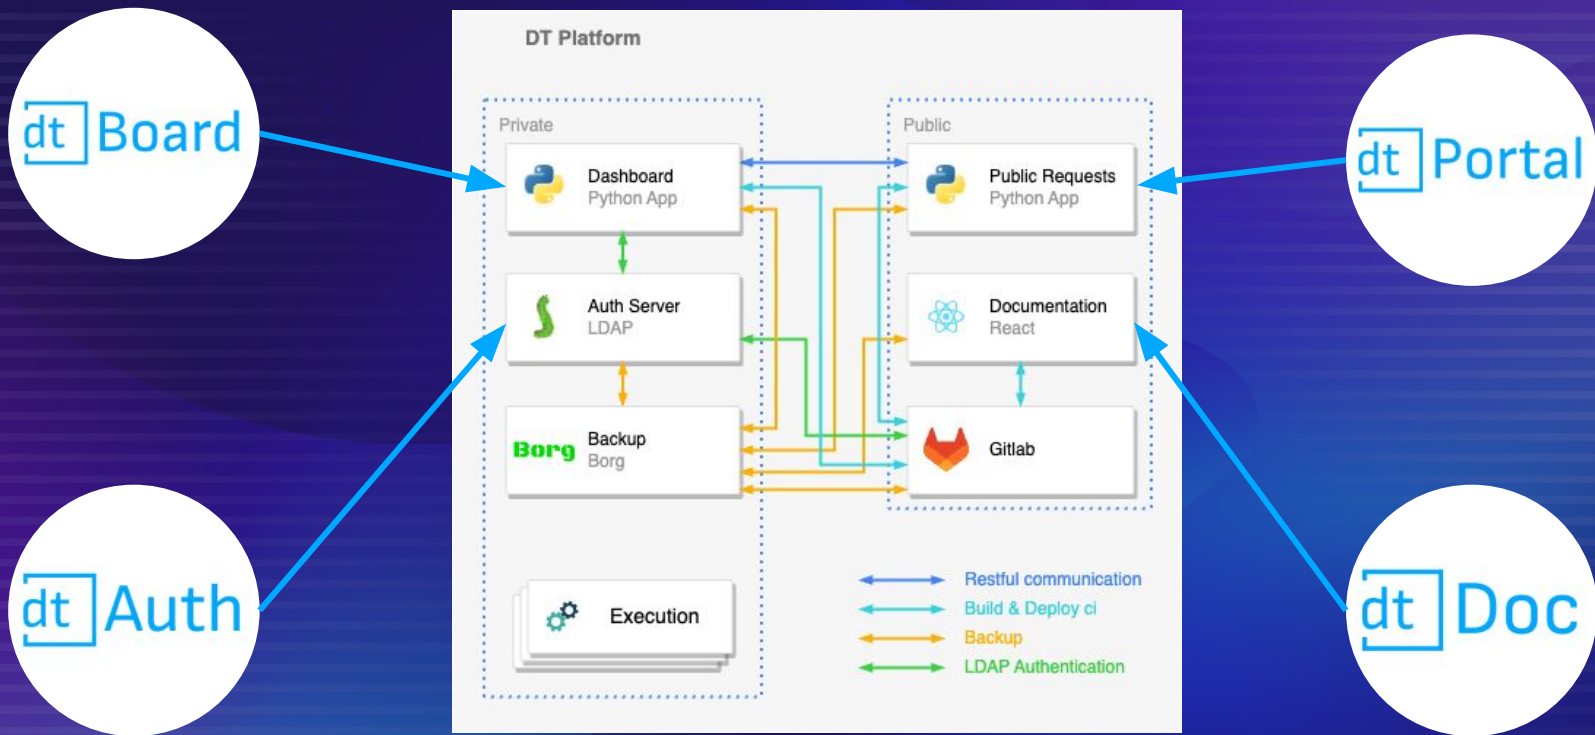 DT Platform
dt Board
dt Portal
Private
Public
Dashboard
Python App
Public Requests
Python App
Auth Server
LDAP
Documentation
React
Borg
Backup
Borg
Gitlab
Execution
Restful communication
Build & Deploy ci
Backup
LDAP Authentication
dt Auth
dt Doc